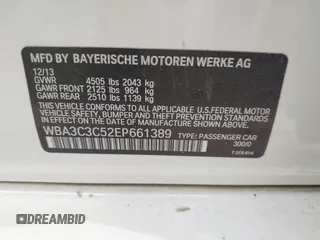 MFD BY BAYERISCHE MOTOREN WERKE AG
12/13
GVWR 4505 lbs 2043 kg
GAWR FRONT 2125 lbs 964 kg
GAWR REAR 2510 lbs 1139 kg
THIS VEHICLE CONFORMS TO ALL APPLICABLE U.S. FEDERAL MOTOR
VEHICLE SAFETY, BUMPER, AND THEFT PREVENTION STANDARDS IN
EFFECT ON THE DATE OF MANUFACTURE SHOWN ABOVE.
WBA3C3C52EP661389 TYPE: PASSENGER CAR
300/0
DREAMBID